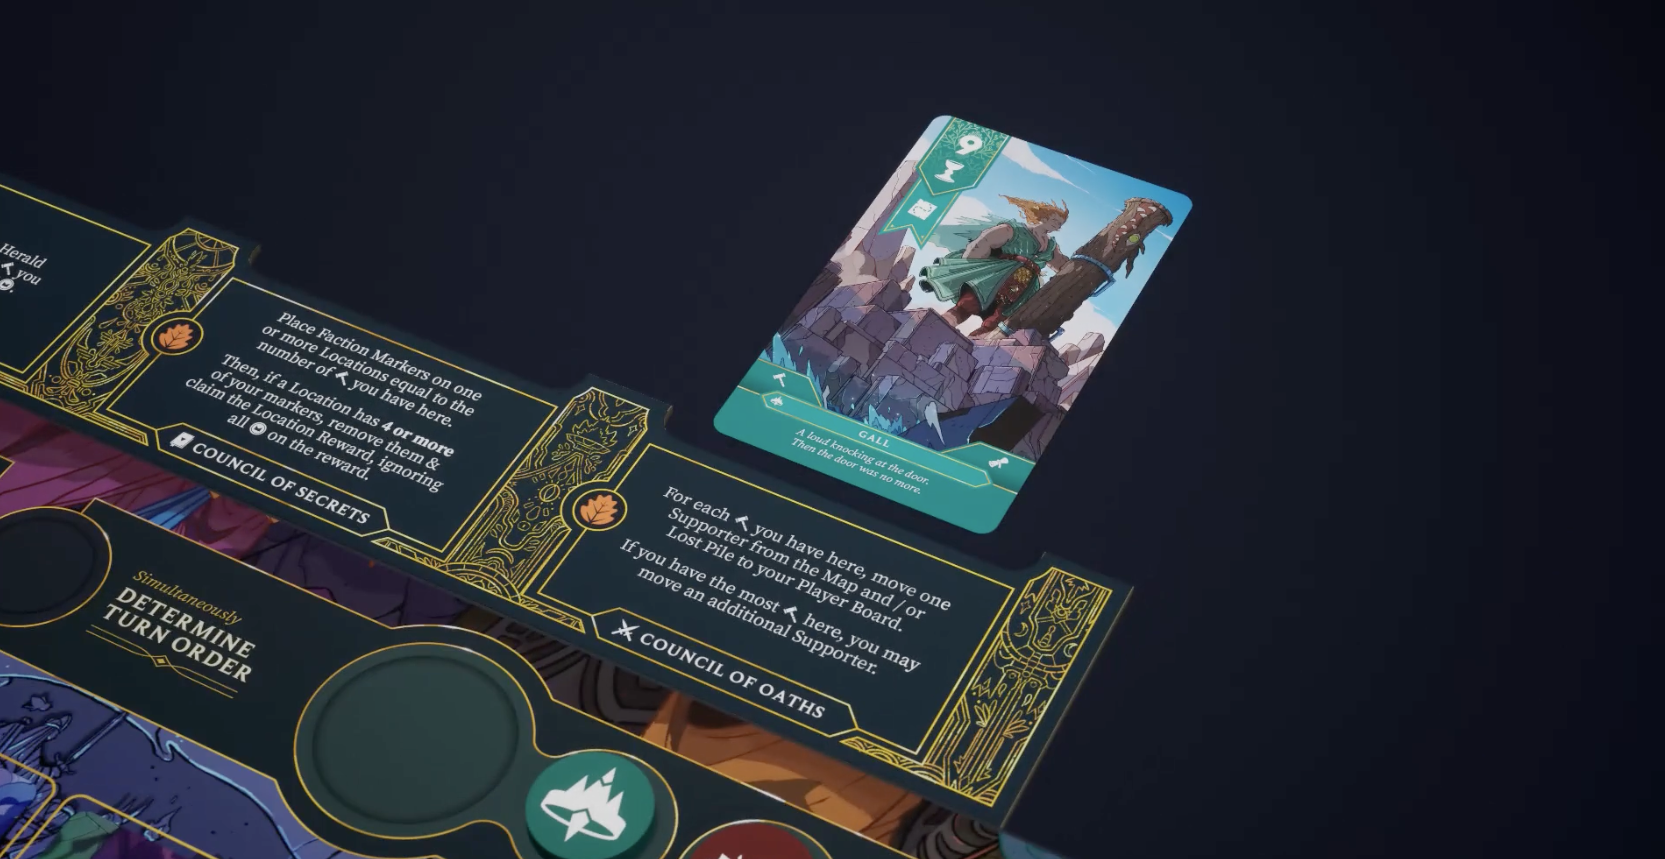 9
Herald
you
Place Faction Markers on one
or more Locations equal to the
number of you have here.
Then, if a Location has 4 or more
of your markers, remove them &
claim the Location Reward, ignoring
all on the reward.
COUNCIL OF SECRETS
GALL
A loud knocking at the door.
Then the door was no more.
For each you have here, move one
Supporter from the Map and / or
Lost Pile to your Player Board.
If you have the most here, you may
move an additional Supporter.
COUNCIL OF OATHS
Simultaneously
DETERMINE
TURN ORDER